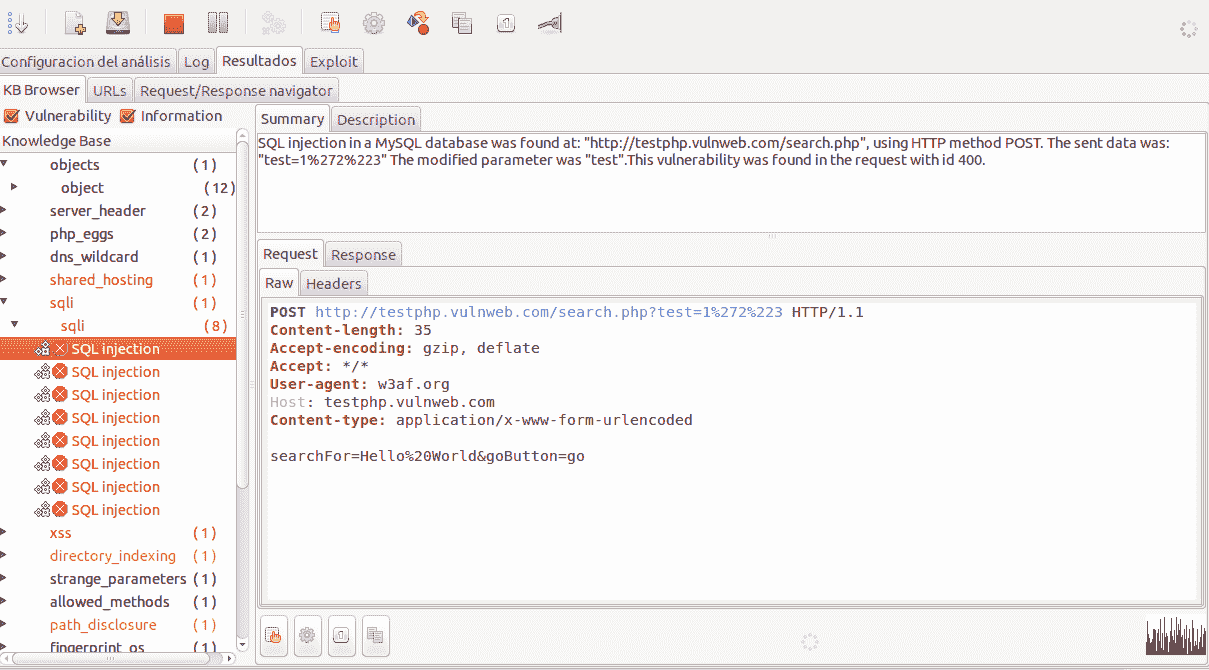 Configuracion del análisis Log Resultados Exploit
KB Browser URLs Request/Response navigator
Vulnerability Information
Summary Description
Knowledge Base
SQL injection in a MySQL database was found at: "http://testphp.vulnweb.com/search.php", using HTTP method POST. The sent data was:
"test=1%272%223" The modified parameter was "test".This vulnerability was found in the request with id 400.
objects (1)
object (12)
server_header (2)
php_eggs (2)
dns_wildcard (1)
shared_hosting (1)
sqli (1)
sqli (8)
SQL injection
SQL injection
SQL injection
SQL injection
SQL injection
SQL injection
SQL injection
SQL injection
xss (1)
directory_indexing (1)
strange_parameters (1)
allowed_methods (1)
path_disclosure (1)
fingerprint_os (1)
Request Response
Raw Headers
POST http://testphp.vulnweb.com/search.php?test=1%272%223 HTTP/1.1
Content-length: 35
Accept-encoding: gzip, deflate
Accept: */*
User-agent: w3af.org
Host: testphp.vulnweb.com
Content-type: application/x-www-form-urlencoded
searchFor=Hello%20World&goButton=go